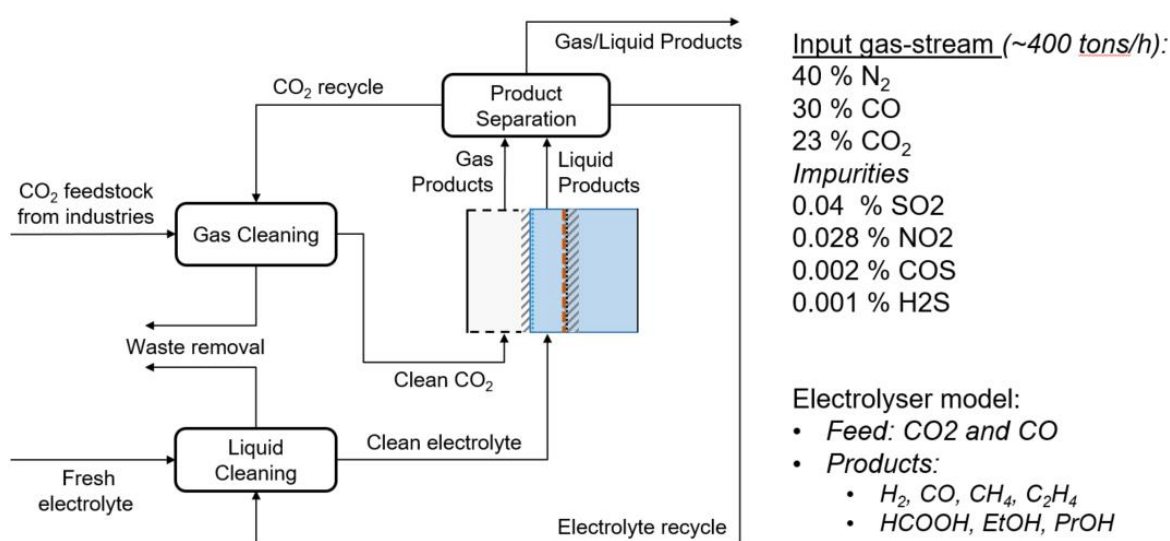 Gas/Liquid Products
CO₂ recycle
Product
Separation
Gas
Products
Liquid
Products
CO₂ feedstock
from industries
Gas Cleaning
Waste removal
Clean CO₂
Liquid
Cleaning
Clean electrolyte
Fresh
electrolyte
Electrolyte recycle
Input gas-stream (~400 tons/h):
40 % N₂
30 % CO
23 % CO₂
Impurities
0.04 % SO2
0.028 % NO2
0.002 % COS
0.001 % H2S
Electrolyser model:
• Feed: CO2 and CO
• Products:
• H₂, CO, CH₄, C₂H₄
• HCOOH, EtOH, PrOH